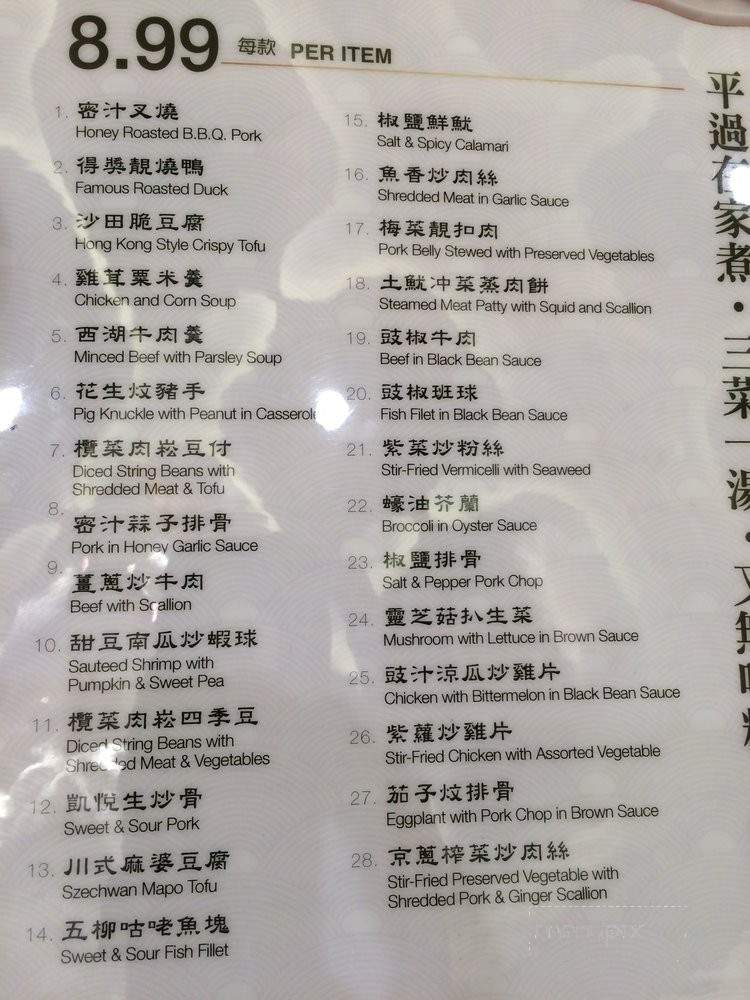 8.99 每款 PER ITEM
1. 密汁叉燒
Honey Roasted B.B.Q. Pork
2. 得獎靚燒鴨
Famous Roasted Duck
3. 沙田脆豆腐
Hong Kong Style Crispy Tofu
4. 雞茸粟米羹
Chicken and Corn Soup
5. 西湖牛肉羹
Minced Beef with Parsley Soup
6. 花生炆豬手
Pig Knuckle with Peanut in Casserole
7. 欖菜肉崧豆付
Diced String Beans with
Shredded Meat & Tofu
8. 密汁蒜子排骨
Pork in Honey Garlic Sauce
9. 薑蔥炒牛肉
Beef with Scallion
10. 甜豆南瓜炒蝦球
Sauteed Shrimp with
Pumpkin & Sweet Pea
11. 欖菜肉崧四季豆
Diced String Beans with
Shredded Meat & Vegetables
12. 凱悅生炒骨
Sweet & Sour Pork
13. 川式麻婆豆腐
Szechwan Mapo Tofu
14. 五柳咕咾魚塊
Sweet & Sour Fish Fillet
15. 椒鹽鮮魷
Salt & Spicy Calamari
16. 魚香炒肉絲
Shredded Meat in Garlic Sauce
17. 梅菜靚扣肉
Pork Belly Stewed with Preserved Vegetables
18. 土魷冲菜蒸肉餅
Steamed Meat Patty with Squid and Scallion
19. 豉椒牛肉
Beef in Black Bean Sauce
20. 豉椒班球
Fish Filet in Black Bean Sauce
21. 紫菜炒粉絲
Stir-Fried Vermicelli with Seaweed
22. 蠔油芥蘭
Broccoli in Oyster Sauce
23. 椒鹽排骨
Salt & Pepper Pork Chop
24. 靈芝菇扒生菜
Mushroom with Lettuce in Brown Sauce
25. 豉汁涼瓜炒雞片
Chicken with Bittermelon in Black Bean Sauce
26. 紫蘿炒雞片
Stir-Fried Chicken with Assorted Vegetable
27. 茄子炆排骨
Eggplant with Pork Chop in Brown Sauce
28. 京蔥榨菜炒肉絲
Stir-Fried Preserved Vegetable with
Shredded Pork & Ginger Scallion
平過在家煮·三菜一湯·又無味